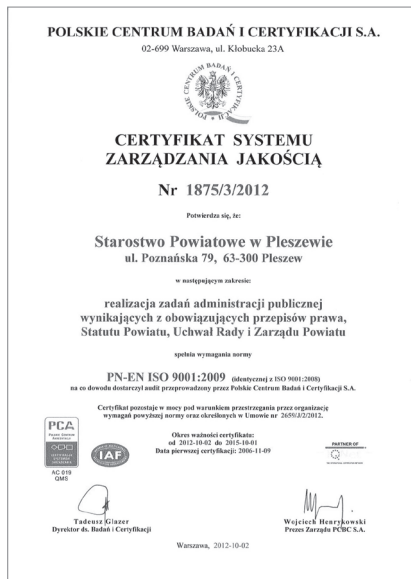 POLSKIE CENTRUM BADAŃ I CERTYFIKACJI S.A.
02-699 Warszawa, ul. Kłobucka 23A
POLSKIE CENTRUM BADAŃ I CERTYFIKACJI
CERTYFIKAT SYSTEMU
ZARZĄDZANIA JAKOŚCIĄ
Nr 1875/3/2012
Potwierdza się, że:
Starostwo Powiatowe w Pleszewie
ul. Poznańska 79, 63-300 Pleszew
w następującym zakresie:
realizacja zadań administracji publicznej
wynikających z obowiązujących przepisów prawa,
Statutu Powiatu, Uchwał Rady i Zarządu Powiatu
spełnia wymagania normy
PN-EN ISO 9001:2009 (identycznej z ISO 9001:2008)
na co dowodu dostarczył audit przeprowadzony przez Polskie Centrum Badań i Certyfikacji S.A.
Certyfikat pozostaje w mocy pod warunkiem przestrzegania przez organizację
wymagań powyższej normy oraz określonych w Umowie nr 2659/J/2/2012.
Okres ważności certyfikatu:
od 2012-10-02 do 2015-10-01
Data pierwszej certyfikacji: 2006-11-09
PCA
AC 019
QMS
IAF
PARTNER OF
Tadeusz Glazer
Dyrektor ds. Badań i Certyfikacji
Wojciech Henrykowski
Prezes Zarządu PCBC S.A.
Warszawa, 2012-10-02